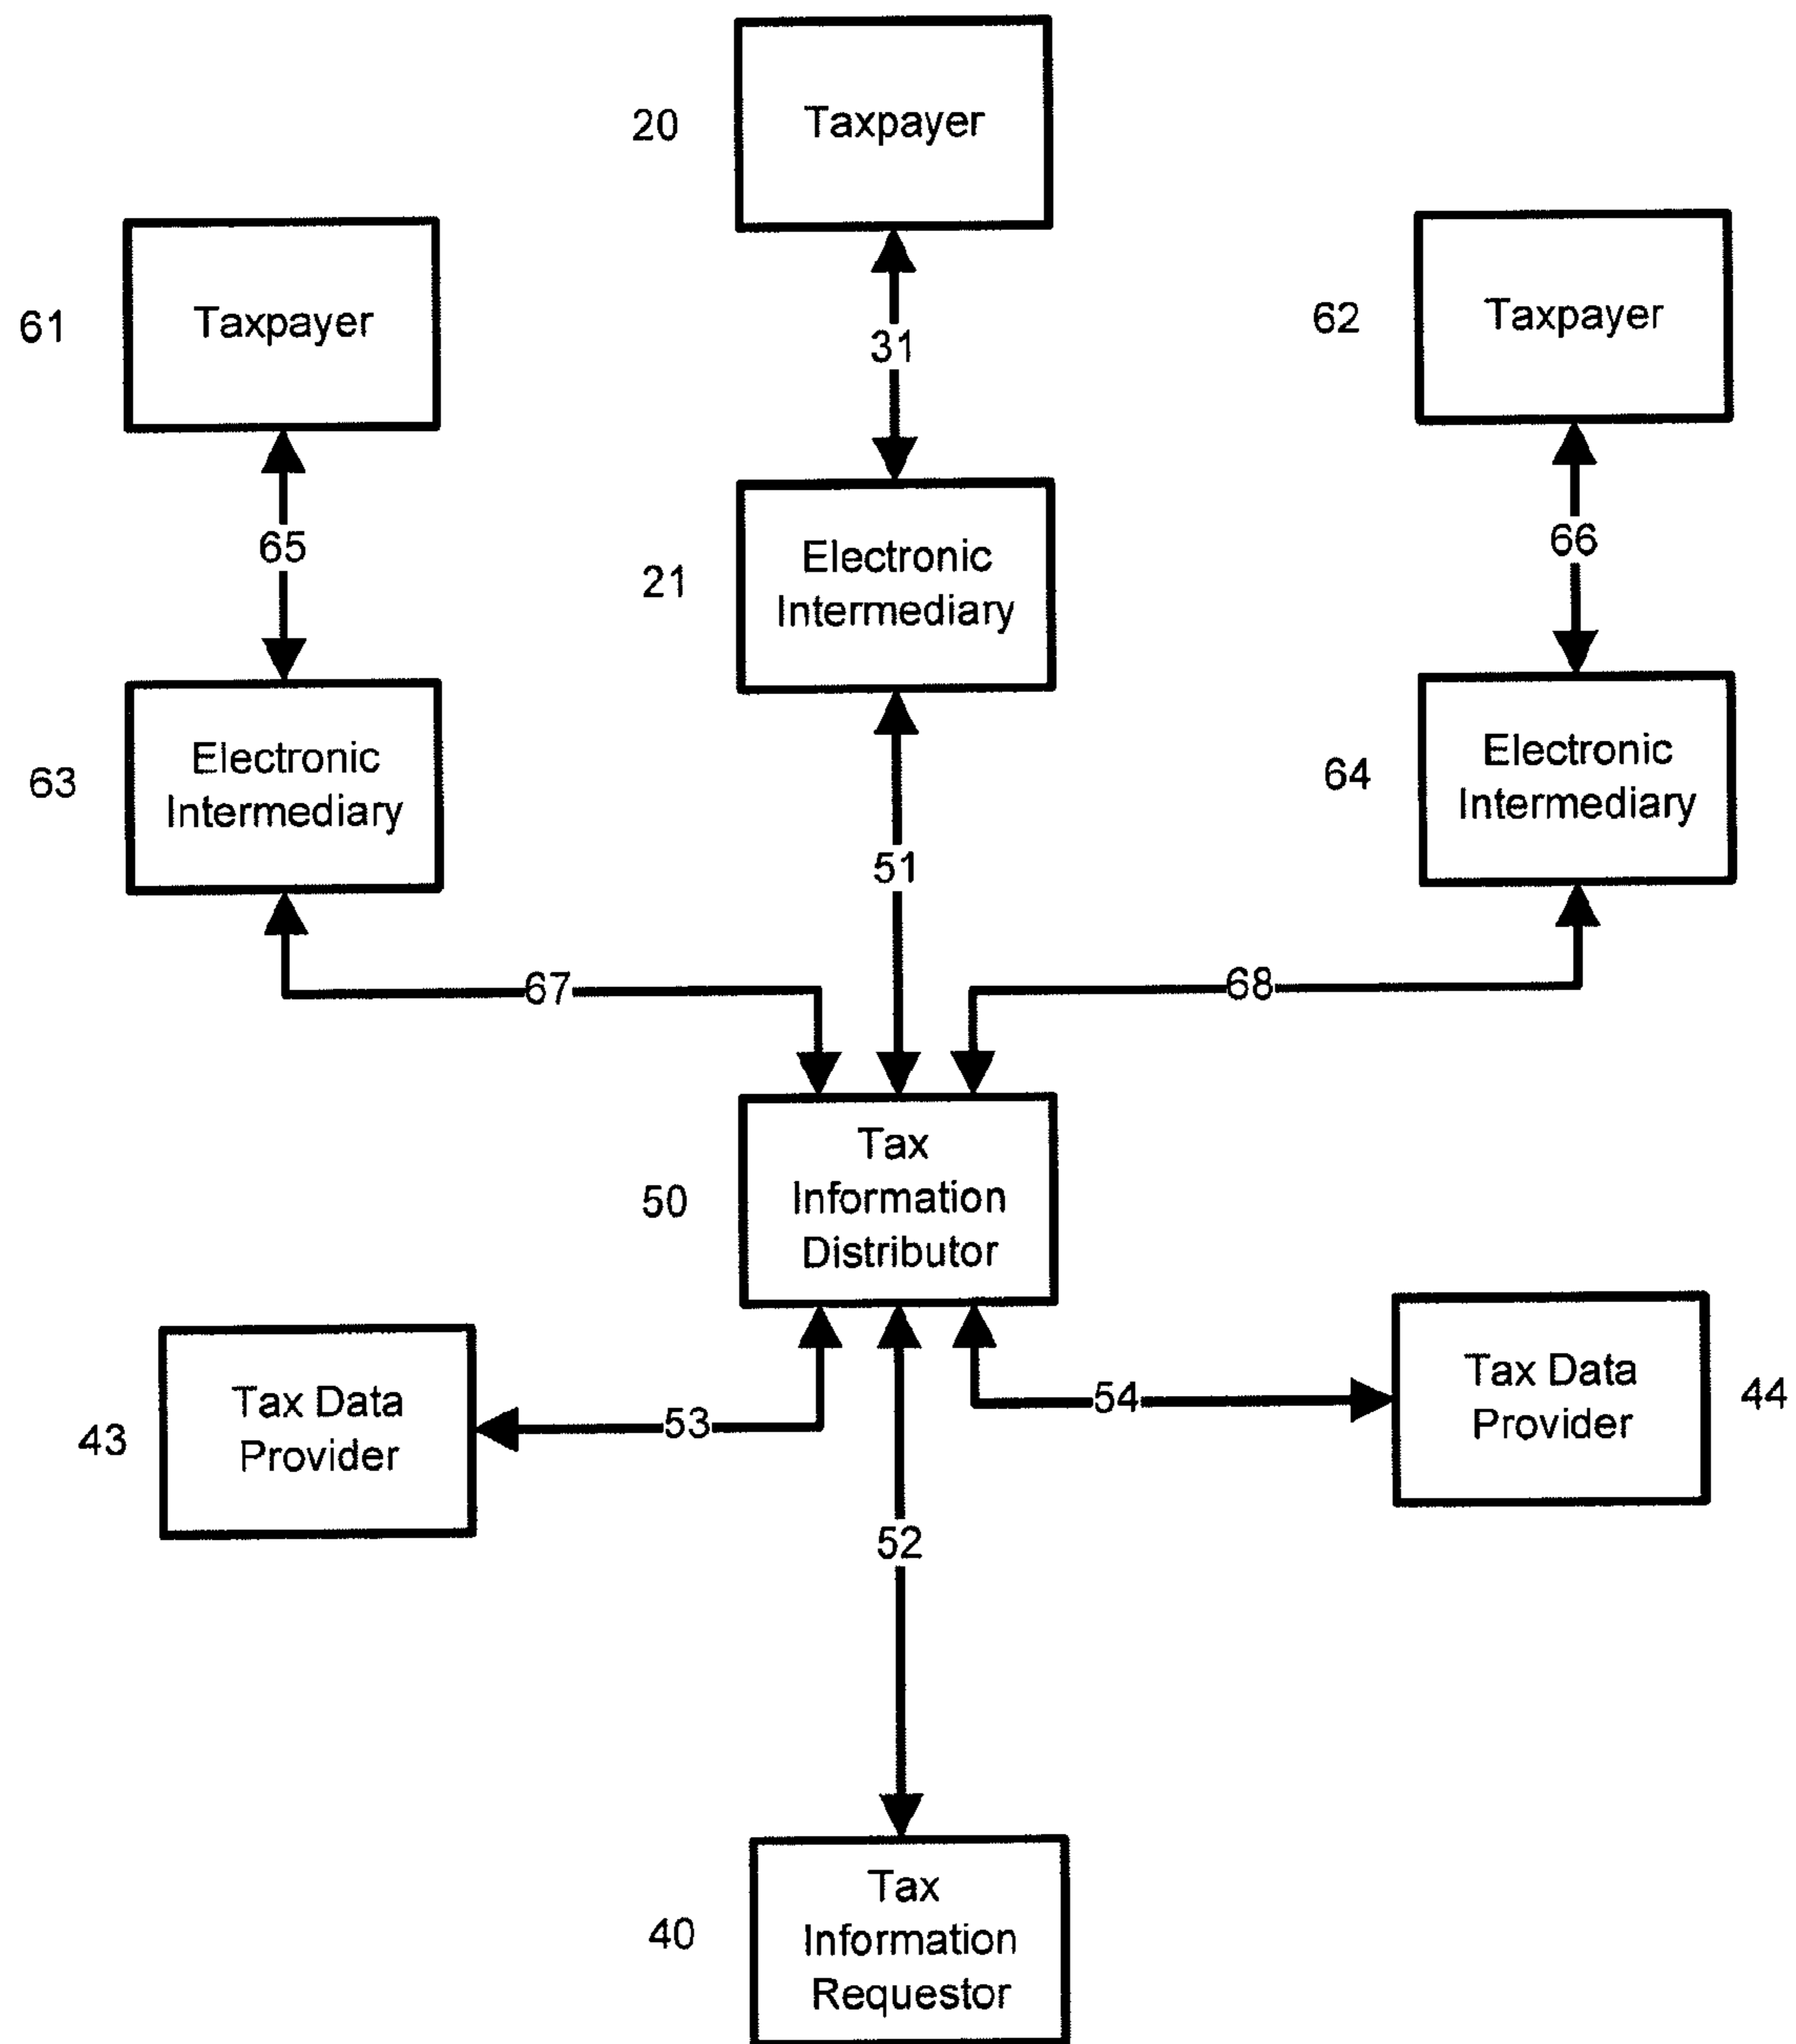 20
Taxpayer
61
Taxpayer
62
Taxpayer
31
65
66
21
Electronic
Intermediary
63
Electronic
Intermediary
64
Electronic
Intermediary
51
67
68
50
Tax
Information
Distributor
43
Tax Data
Provider
53
54
Tax Data
Provider
44
52
40
Tax
Information
Requestor